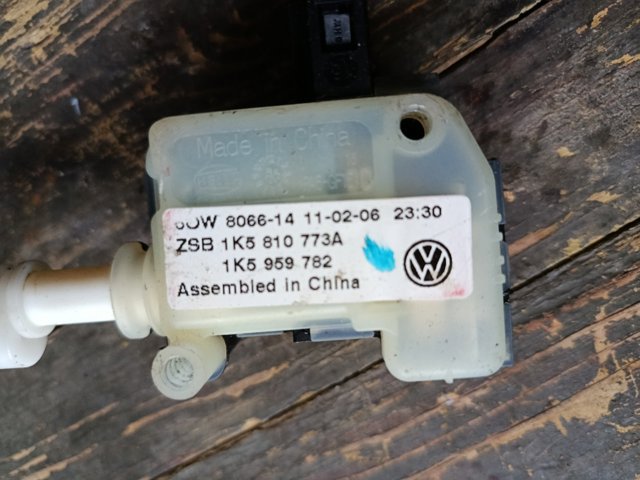 Made in China
8066-14 11-02-06 23:30
ZSB 1K5 810 773A
1K5 959 782
Assembled in China